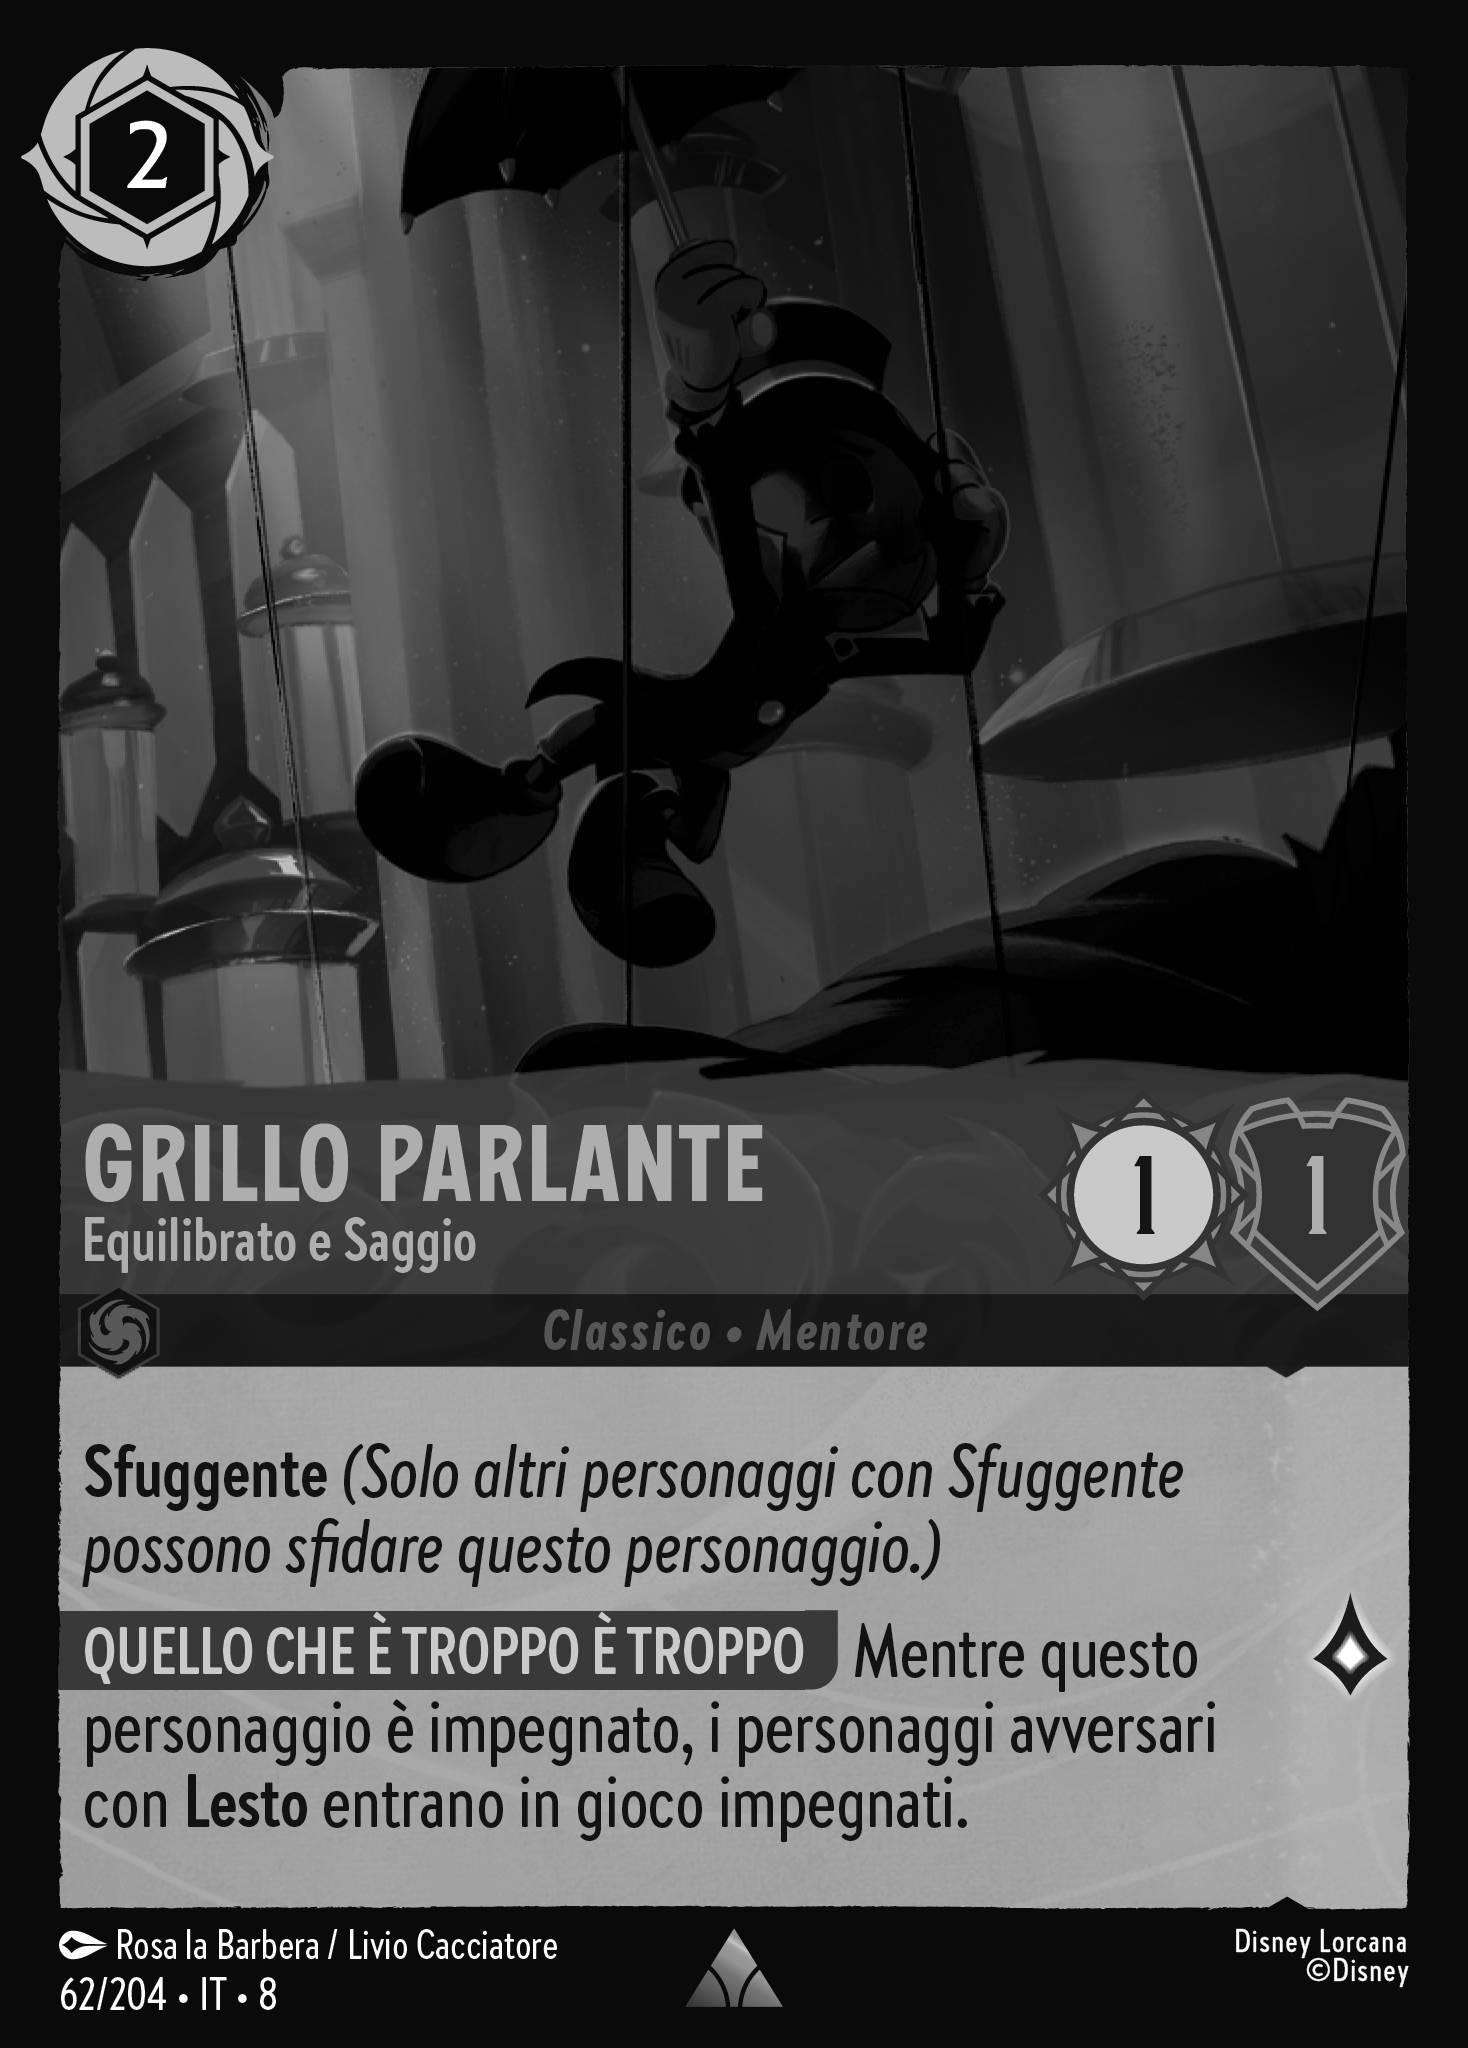 2
GRILLO PARLANTE
Equilibrato e Saggio
1
1
Classico • Mentore
Sfuggente (Solo altri personaggi con Sfuggente
possono sfidare questo personaggio.)
QUELLO CHE È TROPPO È TROPPO Mentre questo
personaggio è impegnato, i personaggi avversari
con Lesto entrano in gioco impegnati.
Rosa la Barbera / Livio Cacciatore
62/204 • IT • 8
Disney Lorcana
©Disney